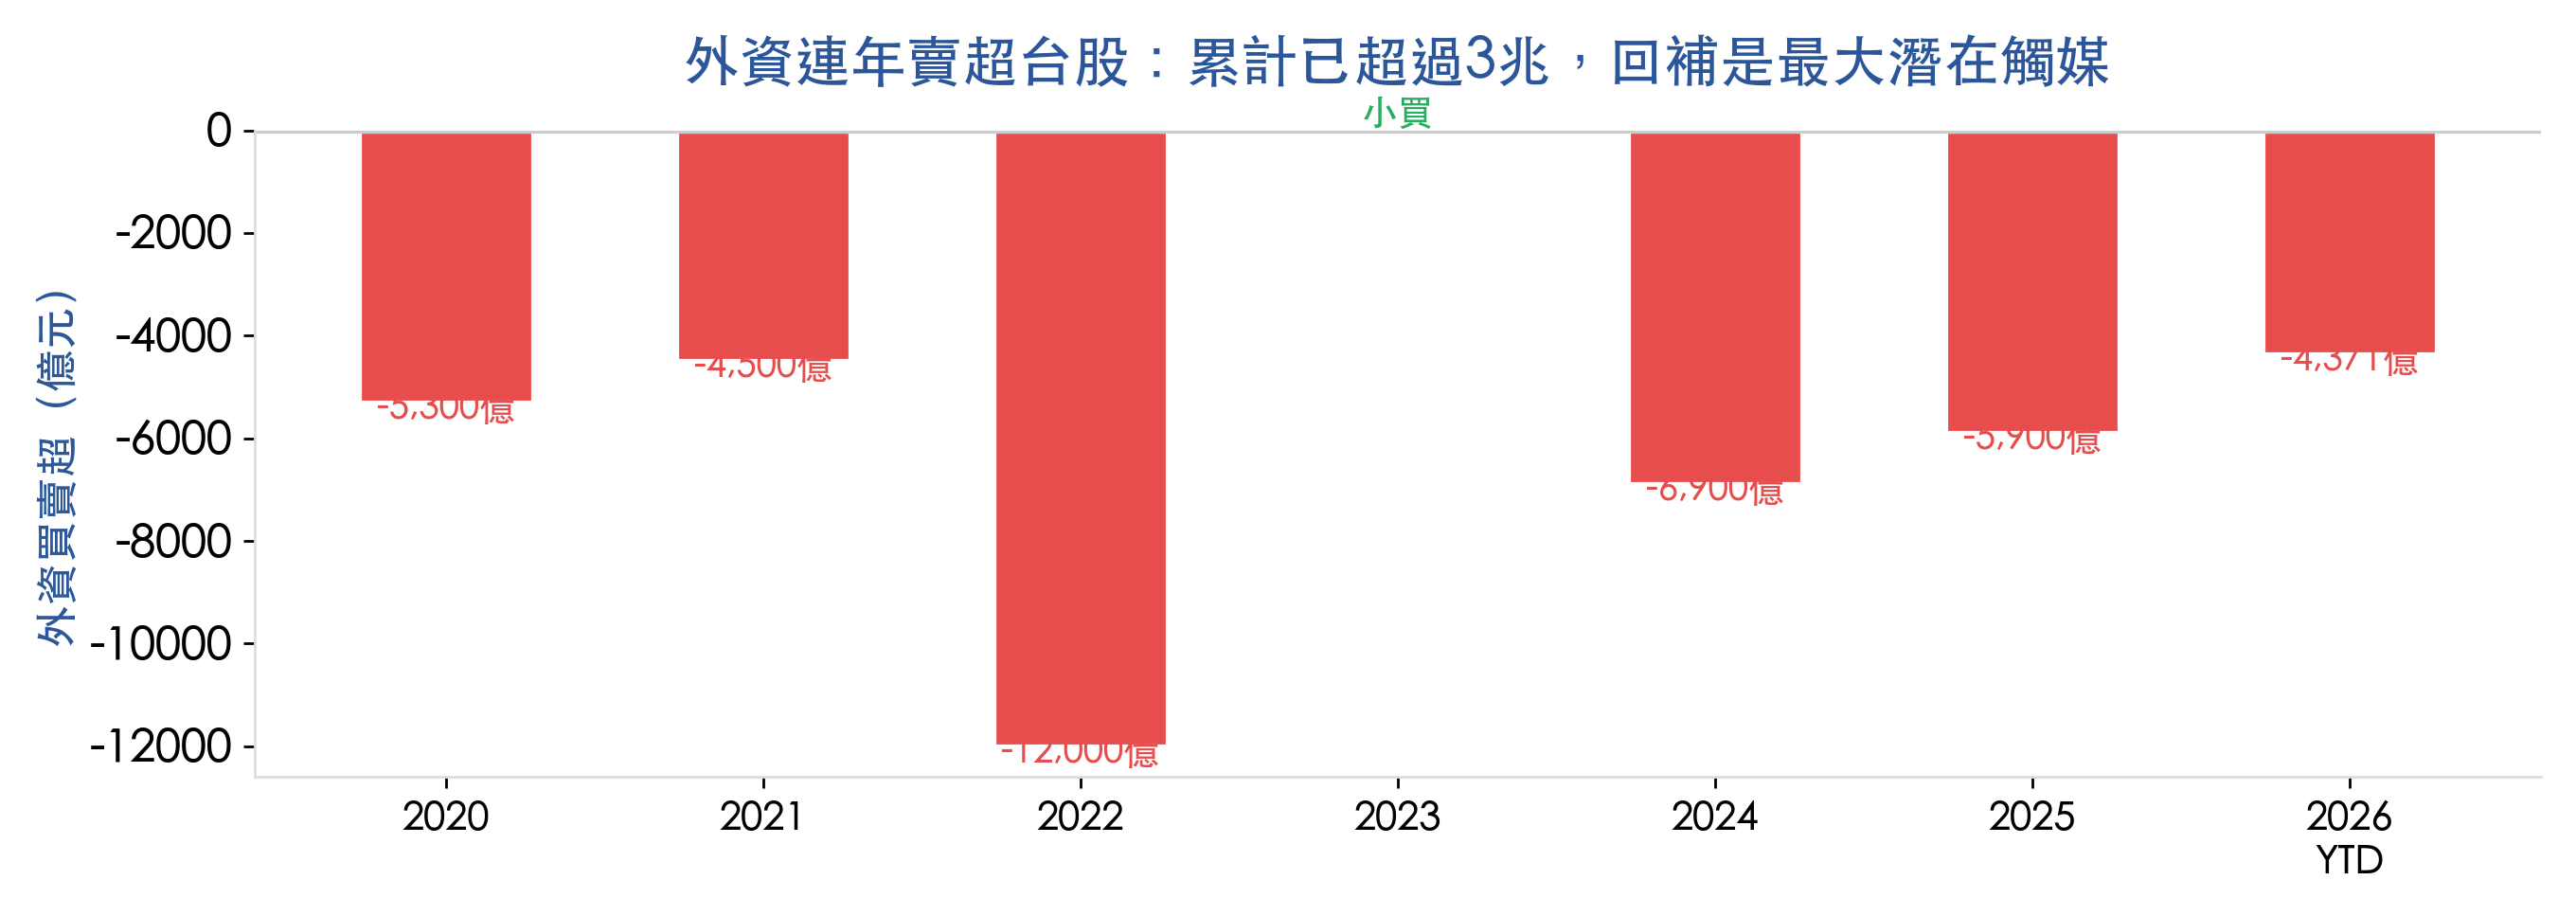 外資連年賣超台股：累計已超過3兆，回補是最大潛在觸媒
小買
外資買賣超（億元）
0
-2000
-4000
-6000
-8000
-10000
-12000
-5,300億
-4,500億
-12,000億
-6,900億
-5,900億
-4,371億
2020
2021
2022
2023
2024
2025
2026
YTD